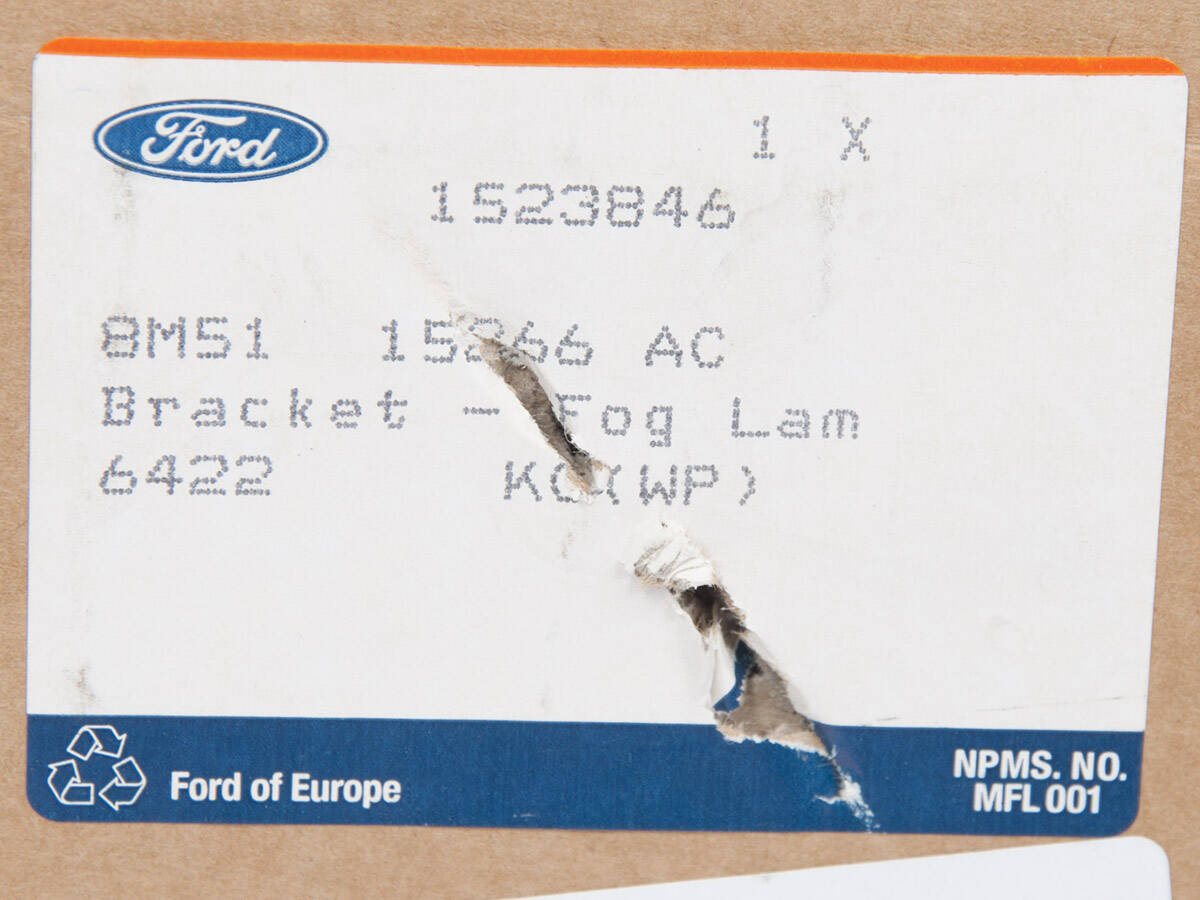 Ford
1 X
1523846
8M51 15266 AC
Bracket - Fog Lam
6422 KC(WP)
Ford of Europe
NPMS. NO.
MFL 001